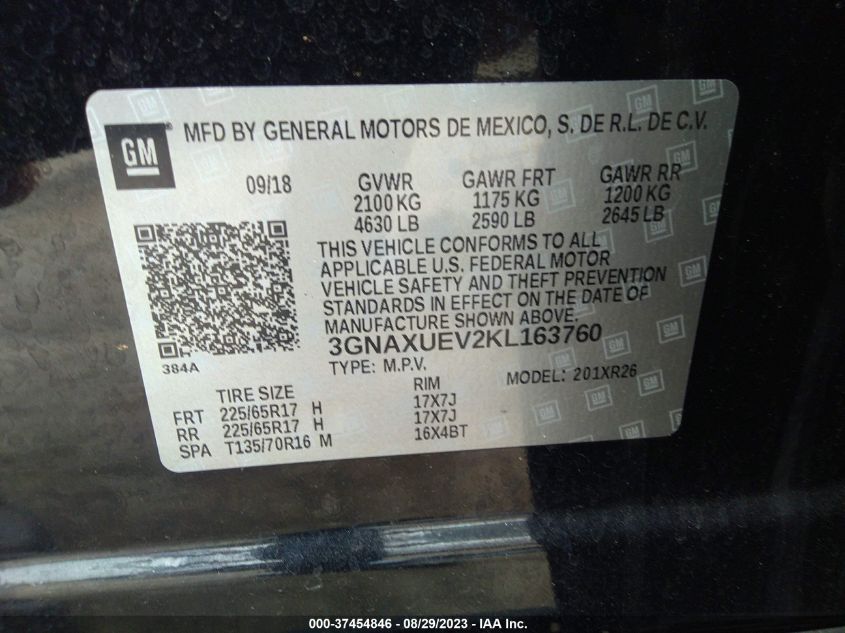 GM
MFD BY GENERAL MOTORS DE MEXICO, S. DE R.L. DE C.V.
09/18 GVWR GAWR FRT GAWR RR
2100 KG 1175 KG 1200 KG
4630 LB 2590 LB 2645 LB
THIS VEHICLE CONFORMS TO ALL
APPLICABLE U.S. FEDERAL MOTOR
VEHICLE SAFETY AND THEFT PREVENTION
STANDARDS IN EFFECT ON THE DATE OF
MANUFACTURE SHOWN ABOVE.
384A
3GNAXUEV2KL163760
TYPE: M.P.V. MODEL: 201XR26
TIRE SIZE RIM
FRT 225/65R17 H 17X7J
RR 225/65R17 H 17X7J
SPA T135/70R16 M 16X4BT
000-37454846 - 08/29/2023 - © IAA Inc.